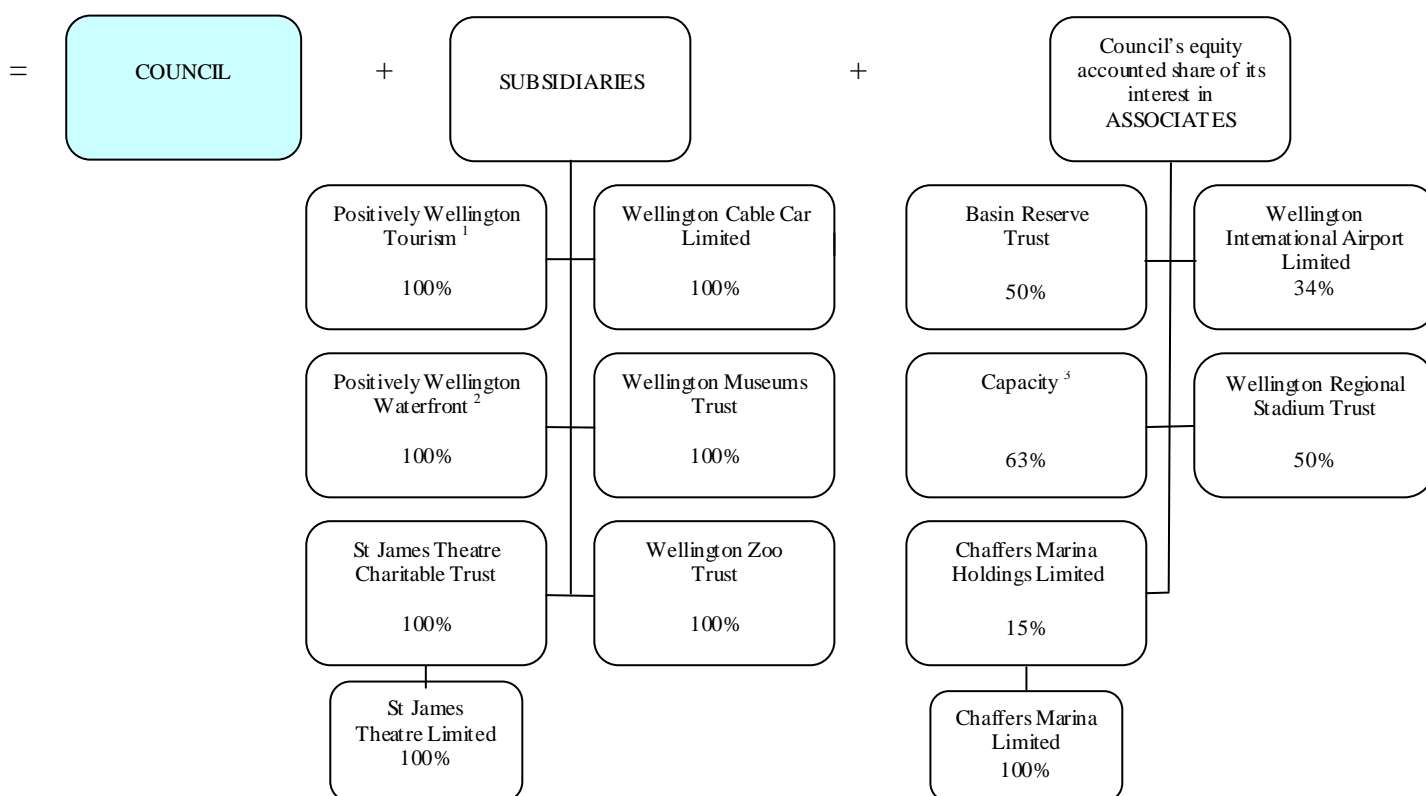 =
COUNCIL
+
SUBSIDIARIES
+
Council's equity
accounted share of its
interest in
ASSOCIATES
Positively Wellington
Tourism 1
100%
Wellington Cable Car
Limited
100%
Basin Reserve
Trust
50%
Wellington
International Airport
Limited
34%
Positively Wellington
Waterfront 2
100%
Wellington Museums
Trust
100%
Capacity 3
63%
Wellington Regional
Stadium Trust
50%
St James Theatre
Charitable Trust
100%
Wellington Zoo
Trust
100%
Chaffers Marina
Holdings Limited
15%
St James
Theatre Limited
100%
Chaffers Marina
Limited
100%